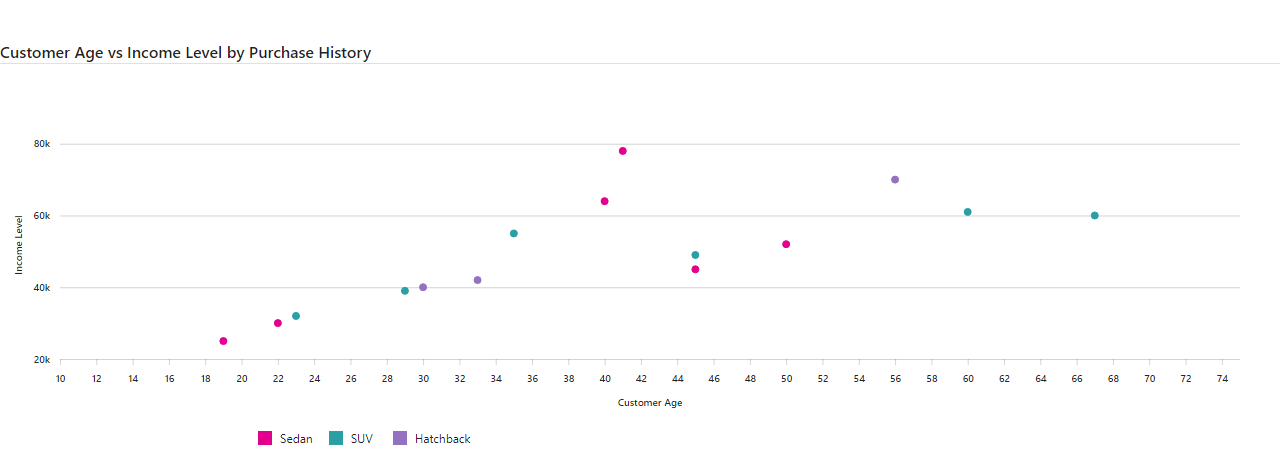 Customer Age vs Income Level by Purchase History
80k
60k
40k
20k
Income Level
10 12 14 16 18 20 22 24 26 28 30 32 34 36 38 40 42 44 46 48 50 52 54 56 58 60 62 64 66 68 70 72 74
Customer Age
Sedan SUV Hatchback